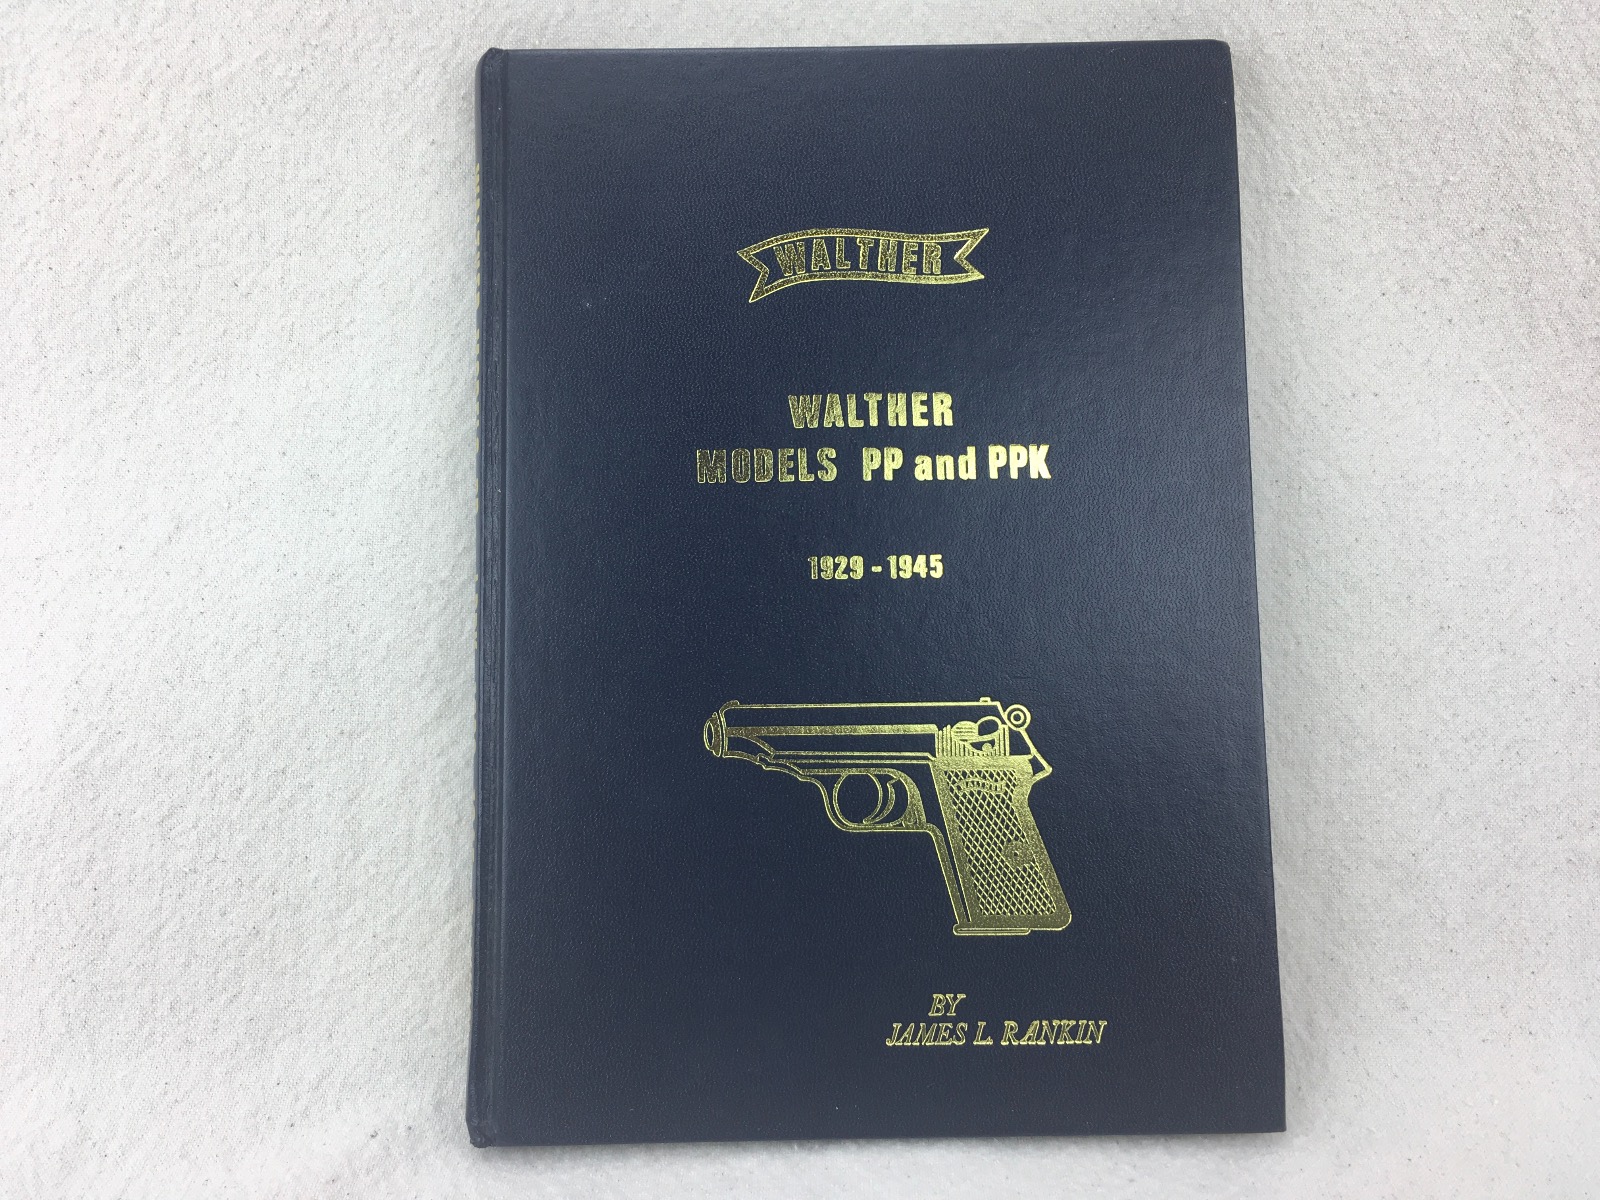 WALTHER
WALTHER
MODELS PP and PPK
1929 - 1945
BY
JAMES L. RANKIN